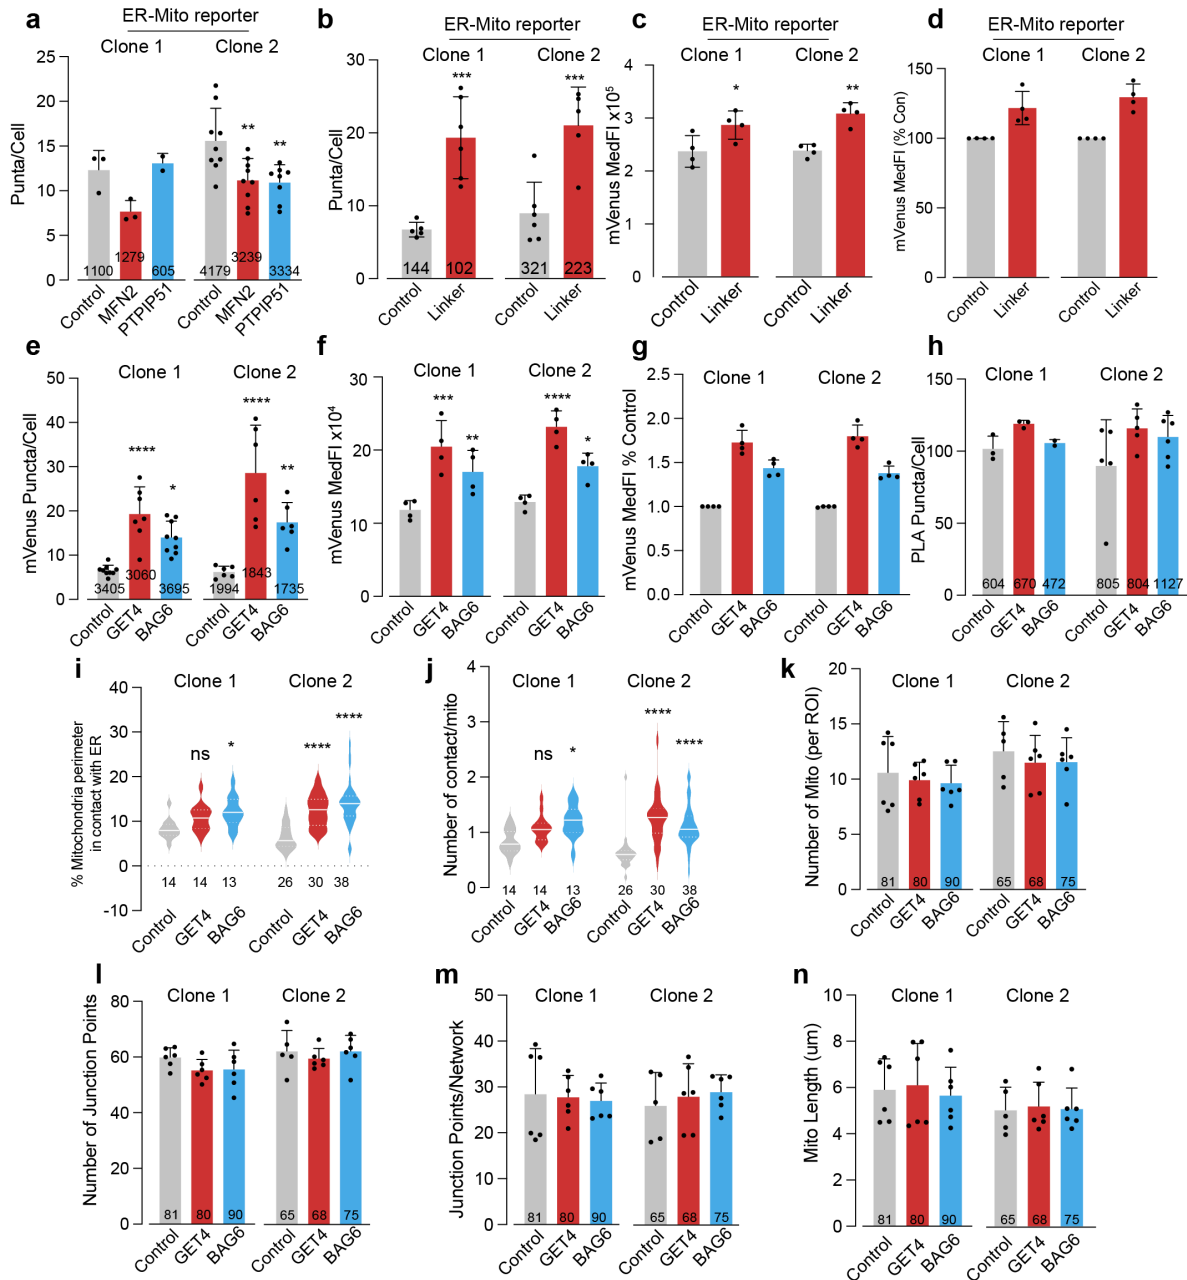 a
ER-Mito reporter
Clone 1
Clone 2
Punta/Cell
25
20
15
10
5
0
**
**
1100
1279
605
4179
3239
3334
Control
MFN2
PTPIP51
Control
MFN2
PTPIP51
b
ER-Mito reporter
Clone 1
Clone 2
Punta/Cell
30
20
10
0
***
***
144
102
321
223
Control
Linker
Control
Linker
c
ER-Mito reporter
Clone 1
Clone 2
mVenus MedFI x10⁵
4
3
2
1
0
*
**
Control
Linker
Control
Linker
d
ER-Mito reporter
Clone 1
Clone 2
mVenus MedFI (% Con)
150
100
50
0
Control
Linker
Control
Linker
e
Clone 1
Clone 2
mVenus Puncta/Cell
50
40
30
20
10
0
****
*
****
**
3405
3060
3695
1994
1843
1735
Control
GET4
BAG6
Control
GET4
BAG6
f
Clone 1
Clone 2
mVenus MedFI x10⁴
30
20
10
0
***
**
****
*
Control
GET4
BAG6
Control
GET4
BAG6
g
Clone 1
Clone 2
mVenus MedFI % Control
2.5
2.0
1.5
1.0
0.5
0.0
Control
GET4
BAG6
Control
GET4
BAG6
h
Clone 1
Clone 2
PLA Puncta/Cell
150
100
50
0
604
670
472
805
804
1127
Control
GET4
BAG6
Control
GET4
BAG6
i
Clone 1
Clone 2
% Mitochondria perimeter
in contact with ER
40
30
20
10
0
-10
ns
*
****
****
14
14
13
26
30
38
Control
GET4
BAG6
Control
GET4
BAG6
j
Clone 1
Clone 2
Number of contact/mito
4
3
2
1
0
ns
*
****
****
14
14
13
26
30
38
Control
GET4
BAG6
Control
GET4
BAG6
k
Clone 1
Clone 2
Number of Mito (per ROI)
20
15
10
5
0
81
80
90
65
68
75
Control
GET4
BAG6
Control
GET4
BAG6
l
Clone 1
Clone 2
Number of Junction Points
80
60
40
20
0
81
80
90
65
68
75
Control
GET4
BAG6
Control
GET4
BAG6
m
Clone 1
Clone 2
Junction Points/Network
50
40
30
20
10
0
81
80
90
65
68
75
Control
GET4
BAG6
Control
GET4
BAG6
n
Clone 1
Clone 2
Mito Length (um)
10
8
6
4
2
0
81
80
90
65
68
75
Control
GET4
BAG6
Control
GET4
BAG6